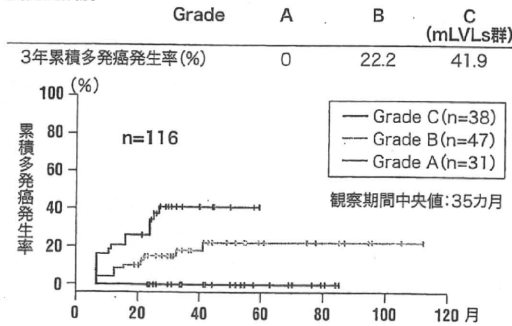 Grade A B C
(mLVLs群)
3年累積多発癌発生率(%) 0 22.2 41.9
100 (%)
80
60
40
20
0
累積多発癌発生率
n=116
Grade C(n=38)
Grade B(n=47)
Grade A(n=31)
観察期間中央値:35カ月
0 20 40 60 80 100 120 月